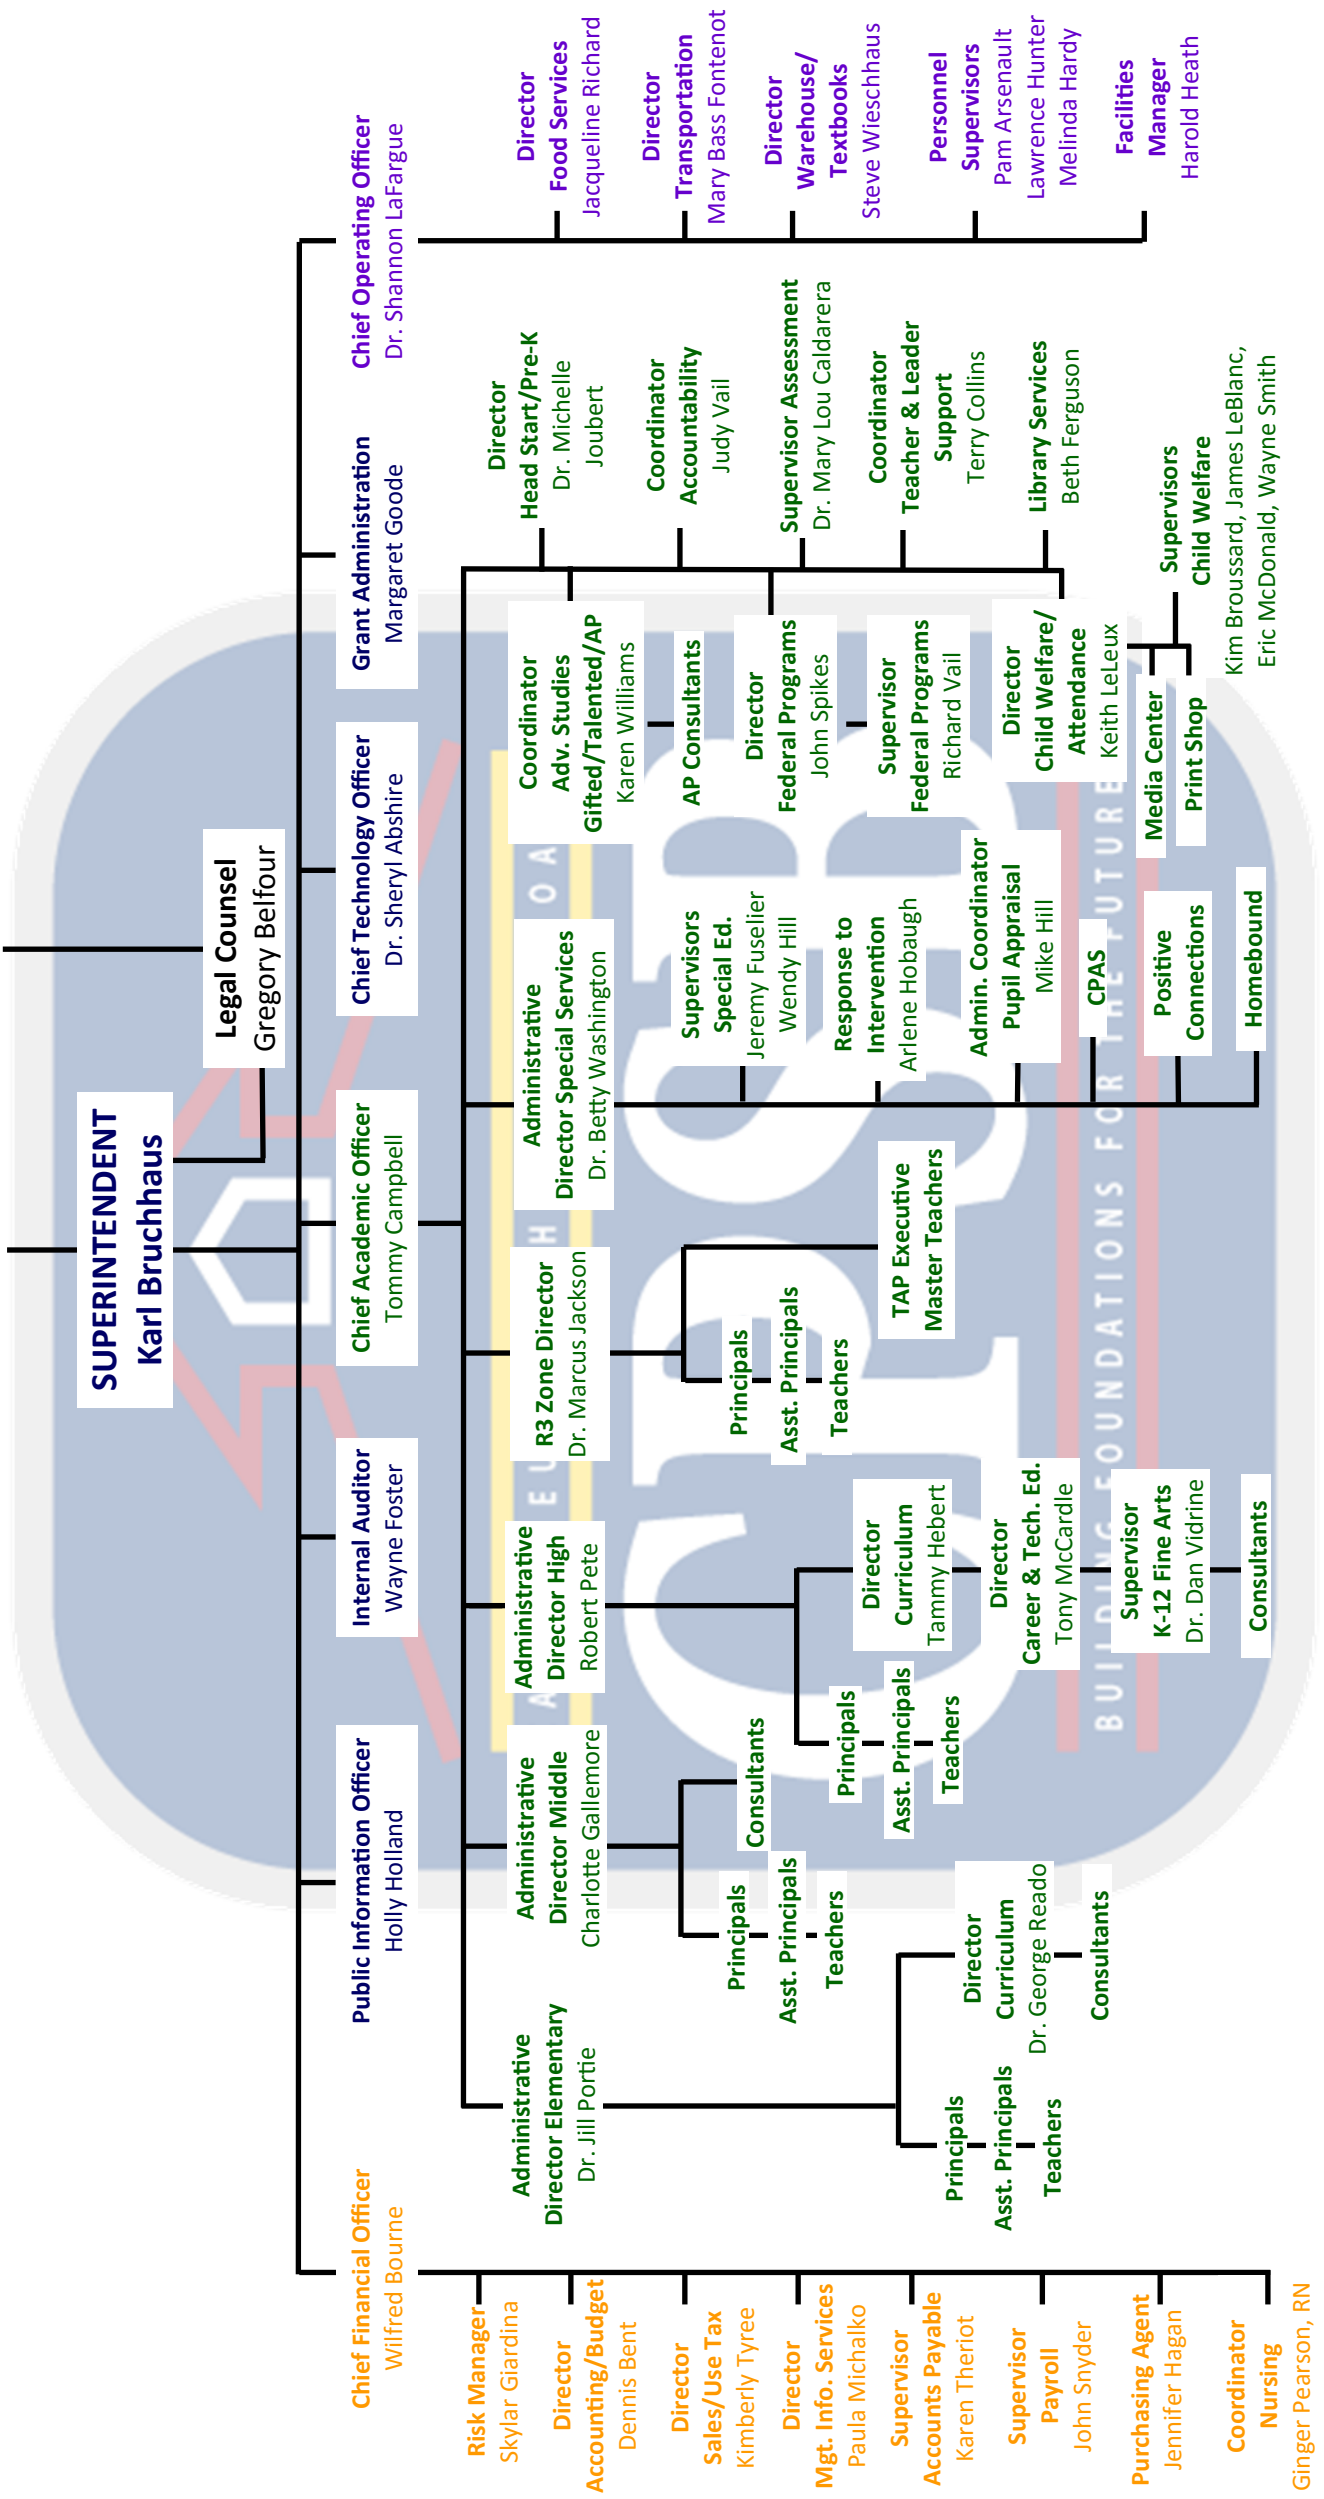 SUPERINTENDENT
Karl Bruchhaus
Legal Counsel
Gregory Belfour
Chief Financial Officer
Wilfred Bourne
Public Information Officer
Holly Holland
Internal Auditor
Wayne Foster
Chief Academic Officer
Tommy Campbell
Chief Technology Officer
Dr. Sheryl Abshire
Grant Administration
Margaret Goode
Chief Operating Officer
Dr. Shannon LaFargue
Risk Manager
Skylar Giardina
Director
Accounting/Budget
Dennis Bent
Director
Sales/Use Tax
Kimberly Tyree
Director
Mgt. Info. Services
Paula Michalko
Supervisor
Accounts Payable
Karen Theriot
Supervisor
Payroll
John Snyder
Purchasing Agent
Jennifer Hagan
Coordinator
Nursing
Ginger Pearson, RN
Administrative
Director Elementary
Dr. Jill Portie
Principals
Asst. Principals
Teachers
Director
Curriculum
Dr. George Reado
Consultants
Administrative
Director Middle
Charlotte Gallemore
Principals
Asst. Principals
Teachers
Consultants
Administrative
Director High
Robert Pete
Principals
Asst. Principals
Teachers
Director
Curriculum
Tammy Hebert
Director
Career & Tech. Ed.
Tony McCardle
Supervisor
K-12 Fine Arts
Dr. Dan Vidrine
Consultants
R3 Zone Director
Dr. Marcus Jackson
Principals
Asst. Principals
Teachers
TAP Executive
Master Teachers
Administrative
Director Special Services
Dr. Betty Washington
Supervisors
Special Ed.
Jeremy Fuselier
Wendy Hill
Response to
Intervention
Arlene Hobaugh
Admin. Coordinator
Pupil Appraisal
Mike Hill
CPAS
Positive
Connections
Homebound
Coordinator
Adv. Studies
Gifted/Talented/AP
Karen Williams
AP Consultants
Director
Federal Programs
John Spikes
Supervisor
Federal Programs
Richard Vail
Director
Child Welfare/
Attendance
Keith LeLeux
Media Center
Print Shop
Supervisors
Child Welfare
Kim Broussard, James LeBlanc,
Eric McDonald, Wayne Smith
Director
Head Start/Pre-K
Dr. Michelle
Joubert
Coordinator
Accountability
Judy Vail
Supervisor Assessment
Dr. Mary Lou Caldarera
Coordinator
Teacher & Leader
Support
Terry Collins
Library Services
Beth Ferguson
Director
Food Services
Jacqueline Richard
Director
Transportation
Mary Bass Fontenot
Director
Warehouse/
Textbooks
Steve Wieschhaus
Personnel
Supervisors
Pam Arsenault
Lawrence Hunter
Melinda Hardy
Facilities
Manager
Harold Heath
CPSB
BUILDING FOUNDATIONS FOR THE FUTURE